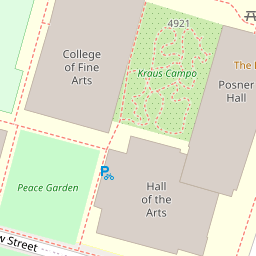 4921
College
of Fine
Arts
Kraus Campo
The
Posner
Hall
Peace Garden
Hall
of the
Arts
Street